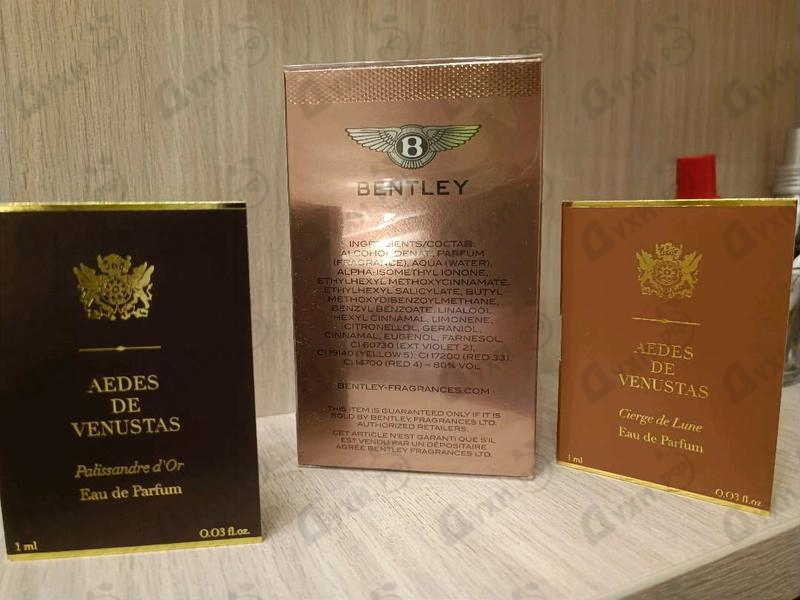 AEDES
DE
VENUSTAS
Palissandre d'Or
Eau de Parfum
1 ml
0.03 fl.oz.
B
BENTLEY
INGREDIENTS/СОСТАВ:
ALCOHOL DENAT., PARFUM
(FRAGRANCE), AQUA (WATER),
ALPHA-ISOMETHYL IONONE,
ETHYLHEXYL METHOXYCINNAMATE,
ETHYLHEXYL SALICYLATE, BUTYL
METHOXYDIBENZOYLMETHANE,
BENZYL BENZOATE, LINALOOL,
HEXYL CINNAMAL, LIMONENE,
CITRONELLOL, GERANIOL,
CINNAMAL, EUGENOL, FARNESOL,
CI 60730 (EXT VIOLET 2),
CI 19140 (YELLOW 5), CI 17200 (RED 33),
CI 14700 (RED 4) – 80% VOL.
BENTLEY-FRAGRANCES.COM
THIS ITEM IS GUARANTEED ONLY IF IT IS
SOLD BY BENTLEY FRAGRANCES LTD.
AUTHORIZED RETAILERS.
CET ARTICLE N'EST GARANTI QUE S'IL
EST VENDU PAR UN DÉPOSITAIRE
AGRÉÉ BENTLEY FRAGRANCES LTD.
AEDES
DE
VENUSTAS
Cierge de Lune
Eau de Parfum
1 ml
0.03 fl.oz.
Духи.рф